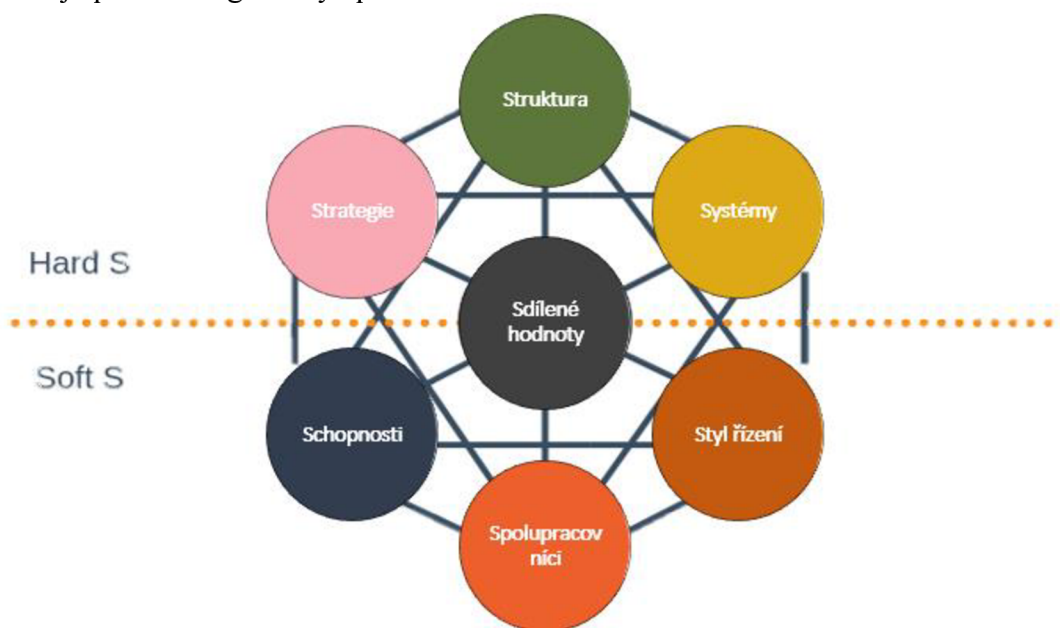 Struktura
Strategie
Systémy
Hard S
Sdílené
hodnoty
Soft S
Schopnosti
Styl řízení
Spolupracov
níci